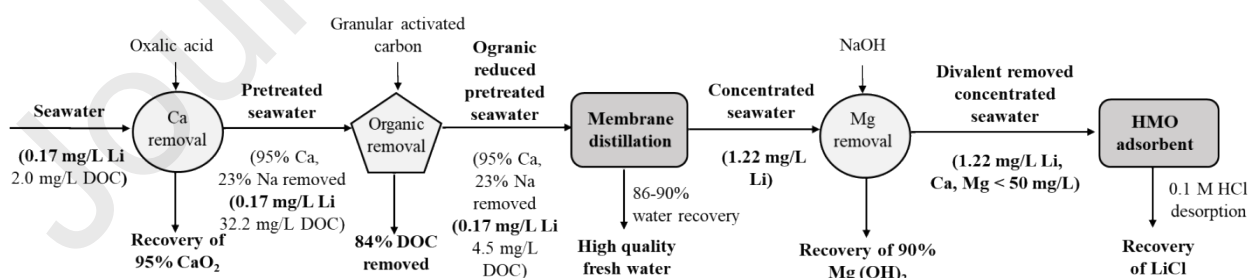 Jour
Oxalic acid
Seawater
(0.17 mg/L Li
2.0 mg/L DOC)
Ca
removal
Recovery of
95% CaO₂
Pretreated
seawater
(95% Ca,
23% Na removed
(0.17 mg/L Li
32.2 mg/L DOC)
Granular activated
carbon
Organic
removal
84% DOC
removed
Ogranic
reduced
pretreated
seawater
(95% Ca,
23% Na
removed
(0.17 mg/L Li
4.5 mg/L
DOC)
Membrane
distillation
86-90%
water recovery
High quality
fresh water
Concentrated
seawater
(1.22 mg/L
Li)
NaOH
Mg
removal
Recovery of 90%
Mg (OH)₂
Divalent removed
concentrated
seawater
(1.22 mg/L Li,
Ca, Mg < 50 mg/L)
HMO
adsorbent
0.1 M HCl
desorption
Recovery
of LiCl